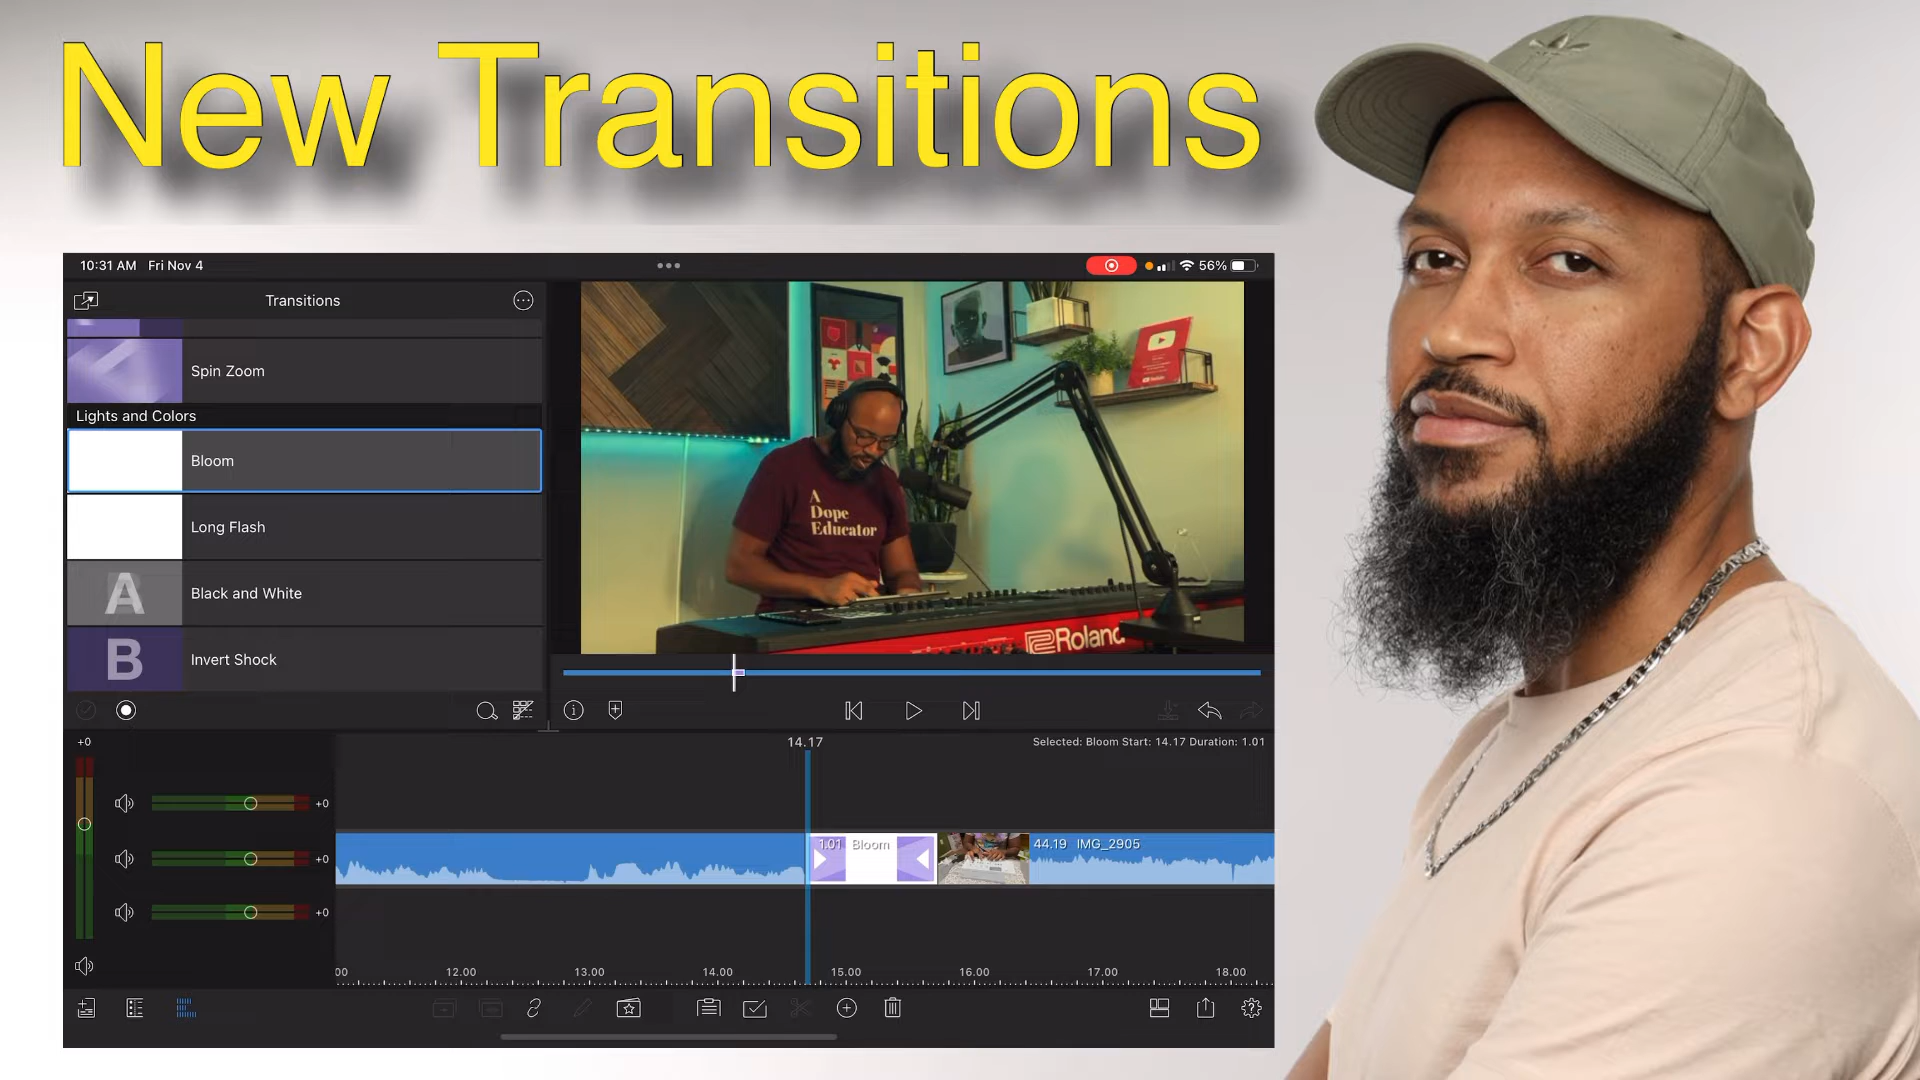 New Transitions
10:31 AM Fri Nov 4
56%
Transitions
Spin Zoom
Lights and Colors
Bloom
Long Flash
A
Black and White
B
Invert Shock
A
Dope
Educator
Roland
+0
14.17
Selected: Bloom Start: 14.17 Duration: 1.01
+0
1.01 Bloom
44.19 IMG_2905
+0
+0
00 12.00 13.00 14.00 15.00 16.00 17.00 18.00